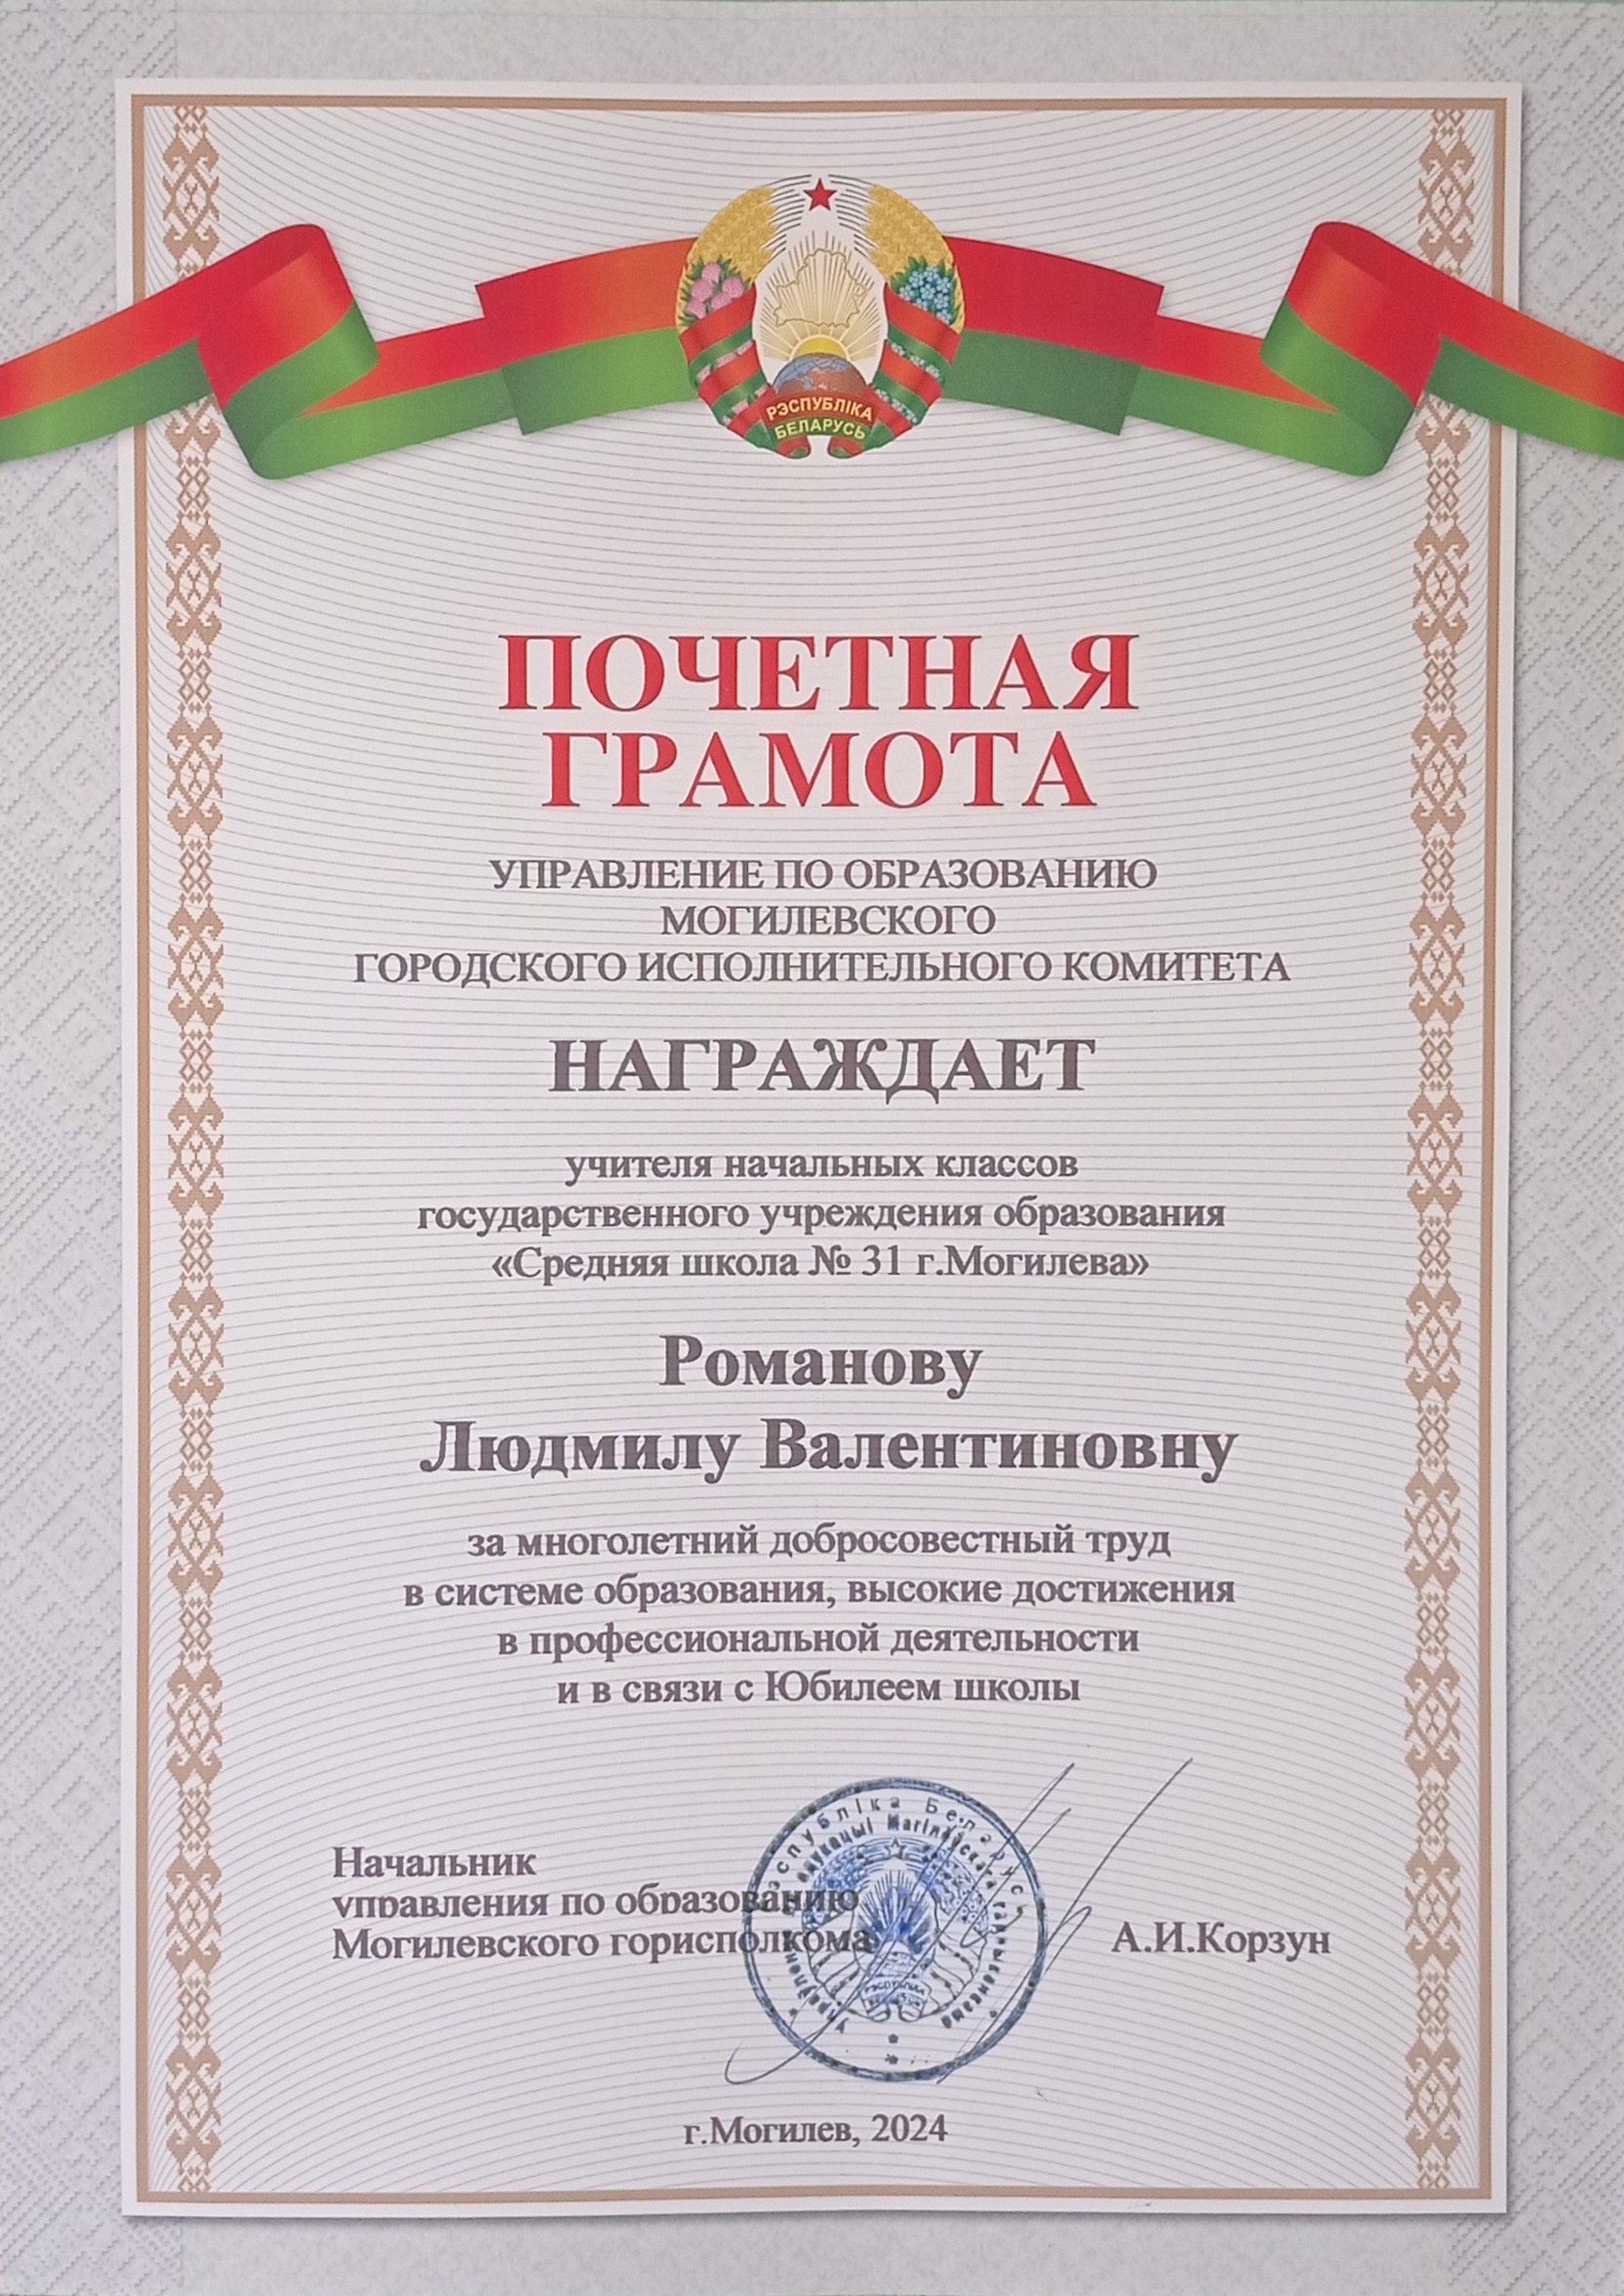 РЭСПУБЛІКА
БЕЛАРУСЬ
ПОЧЕТНАЯ
ГРАМОТА
УПРАВЛЕНИЕ ПО ОБРАЗОВАНИЮ
МОГИЛЕВСКОГО
ГОРОДСКОГО ИСПОЛНИТЕЛЬНОГО КОМИТЕТА
НАГРАЖДАЕТ
учителя начальных классов
государственного учреждения образования
«Средняя школа № 31 г.Могилева»
Романову
Людмилу Валентиновну
за многолетний добросовестный труд
в системе образования, высокие достижения
в профессиональной деятельности
и в связи с Юбилеем школы
Начальник
управления по образованию
Могилевского горисполкома
А.И.Корзун
Рэспубліка Беларусь
г.Могилев, 2024